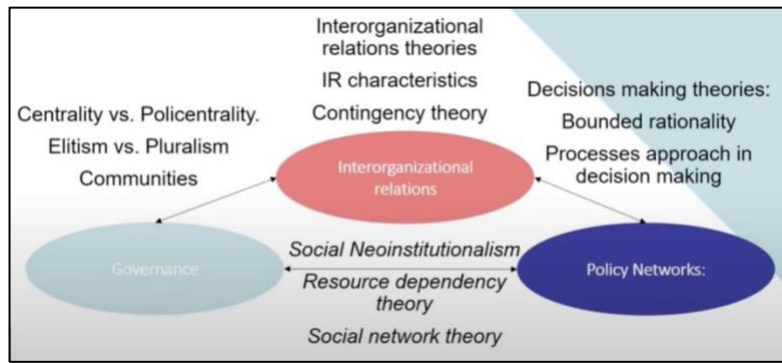 Interorganizational
relations theories
IR characteristics
Contingency theory
Centrality vs. Policentrality.
Elitism vs. Pluralism
Communities
Decisions making theories:
Bounded rationality
Processes approach in
decision making
Interorganizational
relations
Governance
Social Neoinstitutionalism
Resource dependency
theory
Social network theory
Policy Networks: